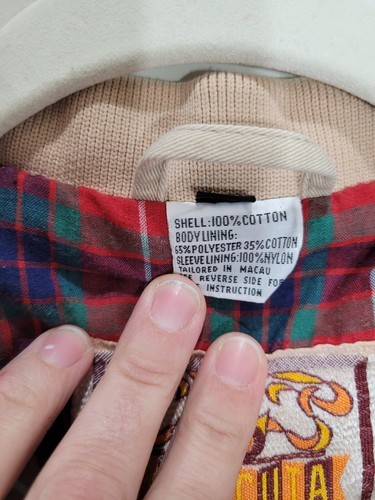 SHELL:100%COTTON
BODY LINING:
65%POLYESTER 35%COTTON
SLEEVE LINING:100%NYLON
TAILORED IN MACAU
REVERSE SIDE FOR
INSTRUCTION